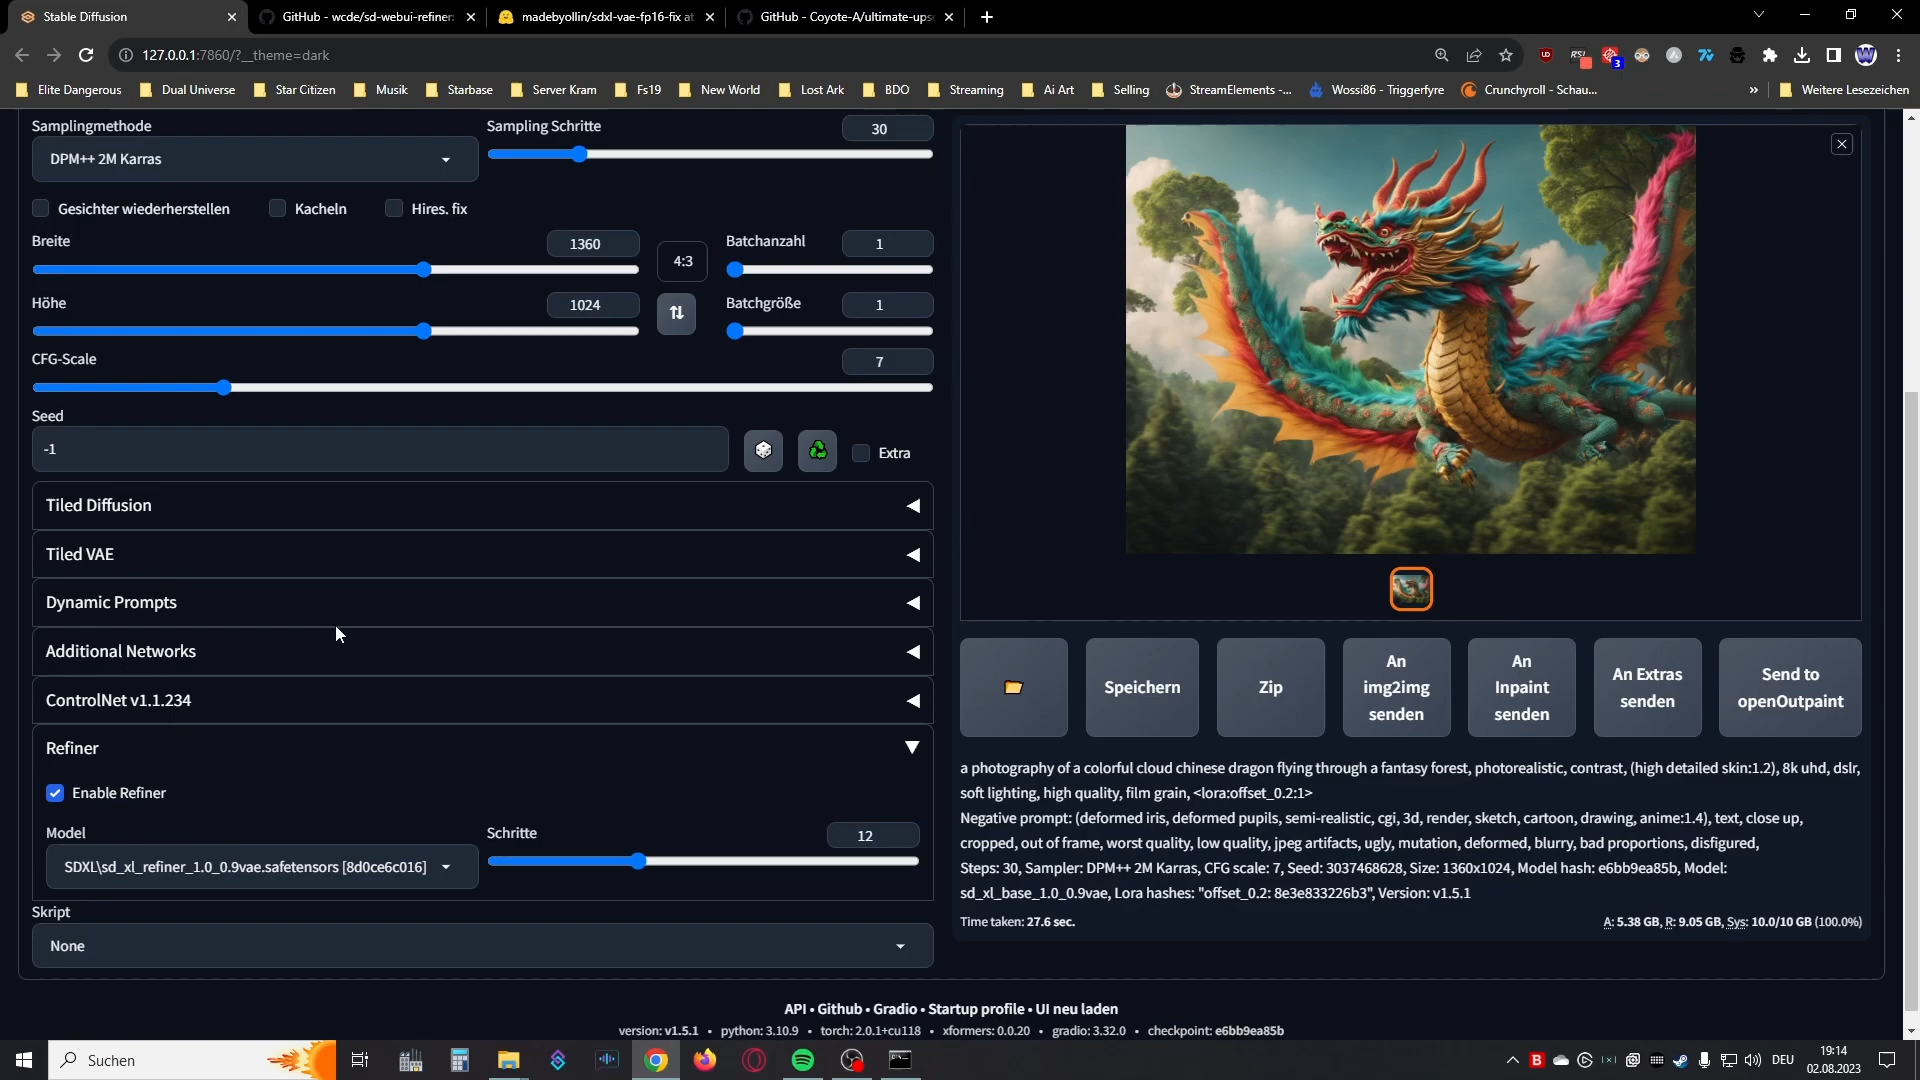 Stable Diffusion
GitHub - wcde/sd-webui-refiner:
madebyollin/sdxl-vae-fp16-fix at
GitHub - Coyote-A/ultimate-upsc
127.0.0.1:7860/?__theme=dark
RS
3
W
Elite Dangerous
Dual Universe
Star Citizen
Musik
Starbase
Server Kram
Fs19
New World
Lost Ark
BDO
Streaming
Ai Art
Selling
StreamElements -...
Wossi86 - Triggerfyre
Crunchyroll - Schau...
»
Weitere Lesezeichen
Samplingmethode
DPM++ 2M Karras
Sampling Schritte
30
Gesichter wiederherstellen
Kacheln
Hires. fix
Breite
1360
4:3
Batchanzahl
1
Höhe
1024
Batchgröße
1
CFG-Scale
7
Seed
-1
Extra
Tiled Diffusion
Tiled VAE
Dynamic Prompts
Additional Networks
ControlNet v1.1.234
Refiner
Enable Refiner
Model
SDXL\sd_xl_refiner_1.0_0.9vae.safetensors [8d0ce6c016]
Schritte
12
Skript
None
Speichern
Zip
An
img2img
senden
An
Inpaint
senden
An Extras
senden
Send to
openOutpaint
a photography of a colorful cloud chinese dragon flying through a fantasy forest, photorealistic, contrast, (high detailed skin:1.2), 8k uhd, dslr,
soft lighting, high quality, film grain, <lora:offset_0.2:1>
Negative prompt: (deformed iris, deformed pupils, semi-realistic, cgi, 3d, render, sketch, cartoon, drawing, anime:1.4), text, close up,
cropped, out of frame, worst quality, low quality, jpeg artifacts, ugly, mutation, deformed, blurry, bad proportions, disfigured,
Steps: 30, Sampler: DPM++ 2M Karras, CFG scale: 7, Seed: 3037468628, Size: 1360x1024, Model hash: e6bb9ea85b, Model:
sd_xl_base_1.0_0.9vae, Lora hashes: "offset_0.2: 8e3e833226b3", Version: v1.5.1
Time taken: 27.6 sec.
A: 5.38 GB, R: 9.05 GB, Sys: 10.0/10 GB (100.0%)
API • Github • Gradio • Startup profile • UI neu laden
version: v1.5.1 • python: 3.10.9 • torch: 2.0.1+cu118 • xformers: 0.0.20 • gradio: 3.32.0 • checkpoint: e6bb9ea85b
Suchen
DEU
19:14
02.08.2023